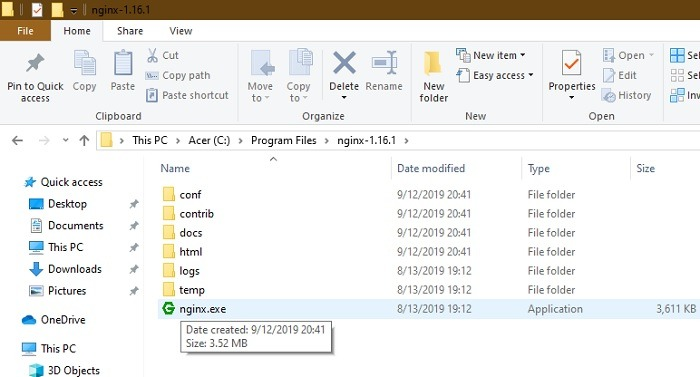 nginx-1.16.1
File Home Share View
Pin to Quick access
Copy
Paste
Cut
Copy path
Paste shortcut
Clipboard
Move to
Copy to
Delete
Rename
Organize
New folder
New item
Easy access
New
Properties
Open
Edit
History
Open
Sel
Sel
Inve
This PC > Acer (C:) > Program Files > nginx-1.16.1 >
Name Date modified Type Size
Quick access
Desktop
Documents
This PC
Downloads
Pictures
OneDrive
This PC
3D Objects
conf 9/12/2019 20:41 File folder
contrib 9/12/2019 20:41 File folder
docs 9/12/2019 20:41 File folder
html 9/12/2019 20:41 File folder
logs 8/13/2019 19:12 File folder
temp 8/13/2019 19:12 File folder
nginx.exe 8/13/2019 19:12 Application 3,611 KB
Date created: 9/12/2019 20:41
Size: 3.52 MB